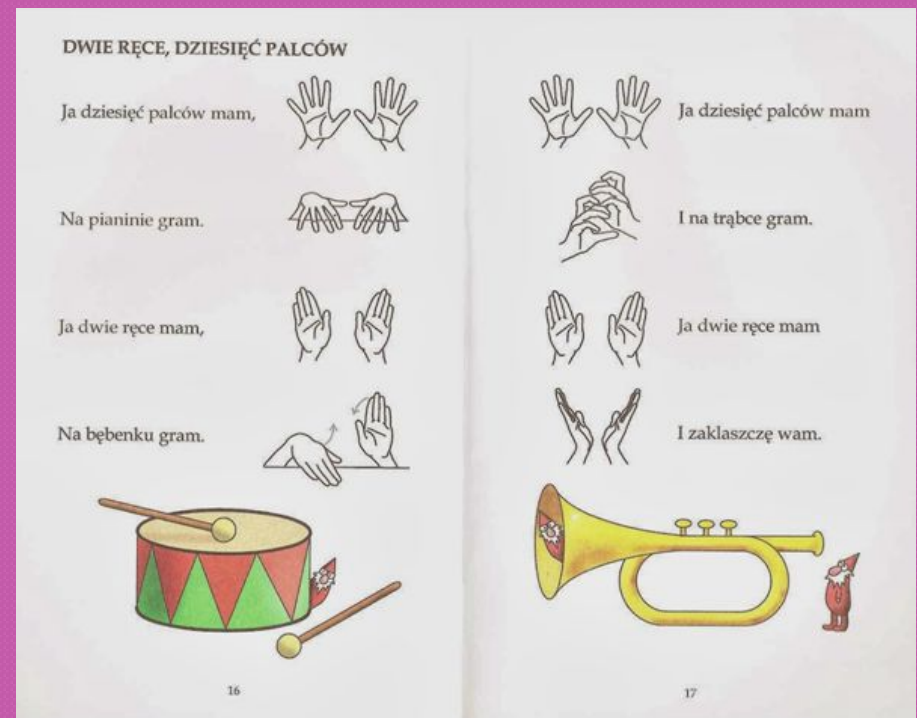 DWIE RĘCE, DZIESIĘĆ PALCÓW
Ja dziesięć palców mam,
Na pianinie gram.
Ja dwie ręce mam,
Na bębenku gram.
16
Ja dziesięć palców mam
I na trąbce gram.
Ja dwie ręce mam
I zaklaszczę wam.
17